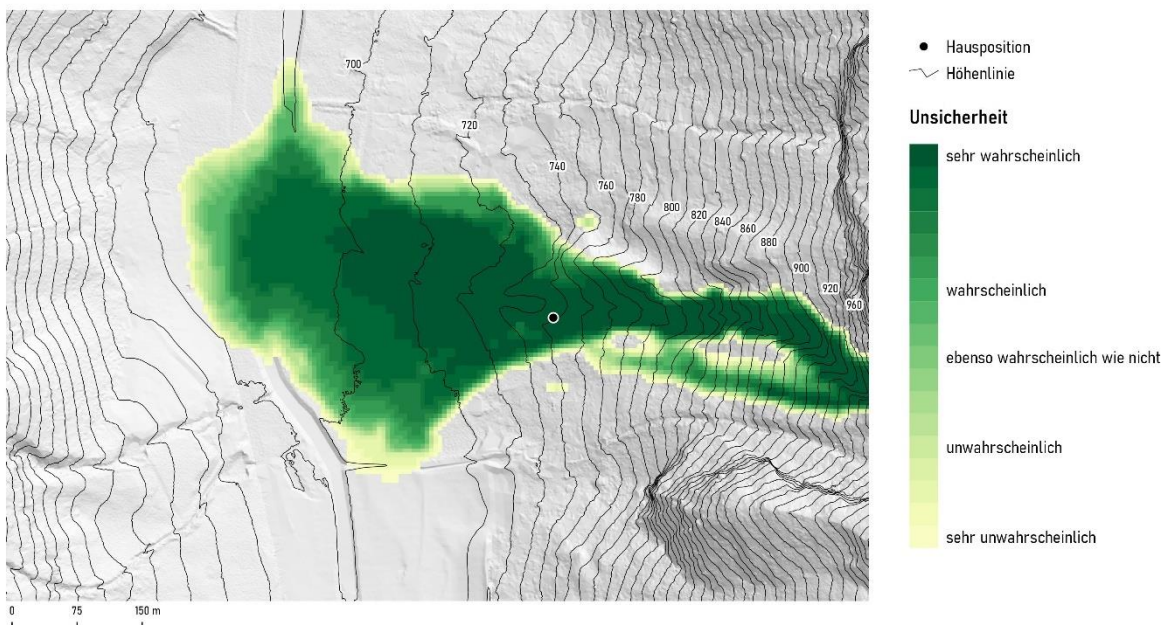 Hausposition
Höhenlinie
Unsicherheit
sehr wahrscheinlich
wahrscheinlich
ebenso wahrscheinlich wie nicht
unwahrscheinlich
sehr unwahrscheinlich
700
720
740
760
780
800
820
840
860
880
900
920
960
0 75 150 m